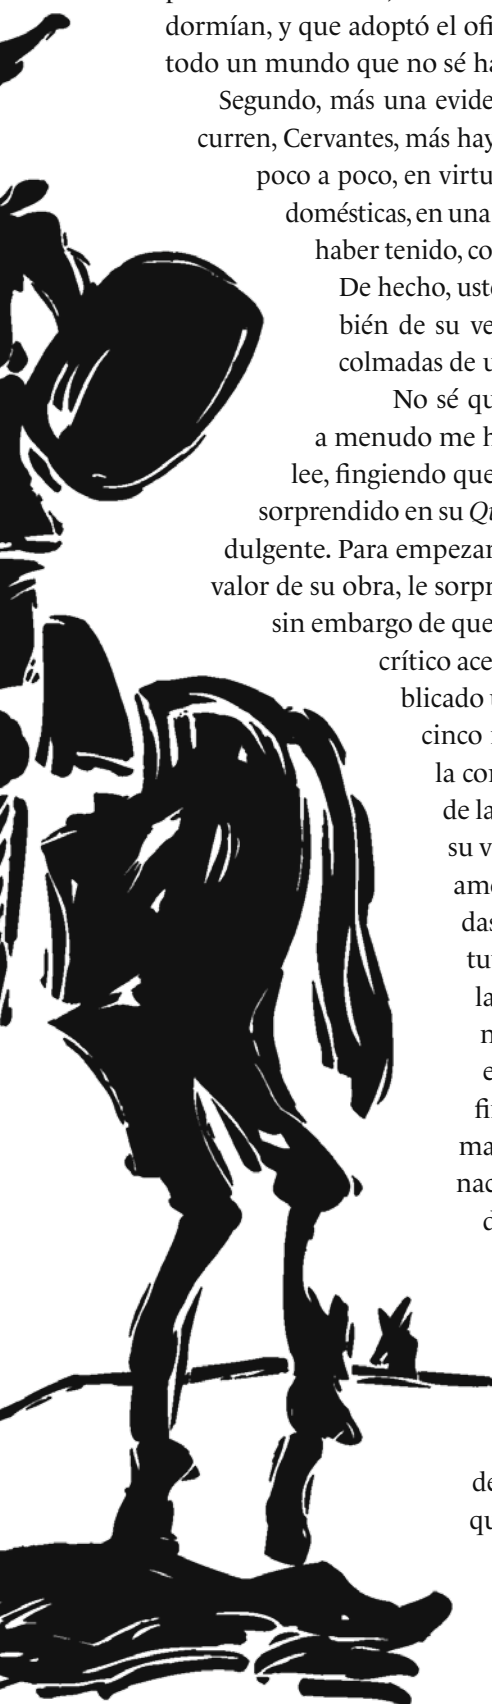 dormían, y que adoptó el ofi
todo un mundo que no sé ha
Segundo, más una evide
curren, Cervantes, más hay
poco a poco, en virtu
domésticas, en una
haber tenido, co
De hecho, uste
bién de su ve
colmadas de u
No sé qu
a menudo me h
lee, fingiendo que
sorprendido en su Qu
dulgente. Para empezar
valor de su obra, le sorpr
sin embargo de que
crítico ace
blicado u
cinco
la cor
de la
su v
ame
das
tu
la
n
e
fi
ma
nac
d
de
qu